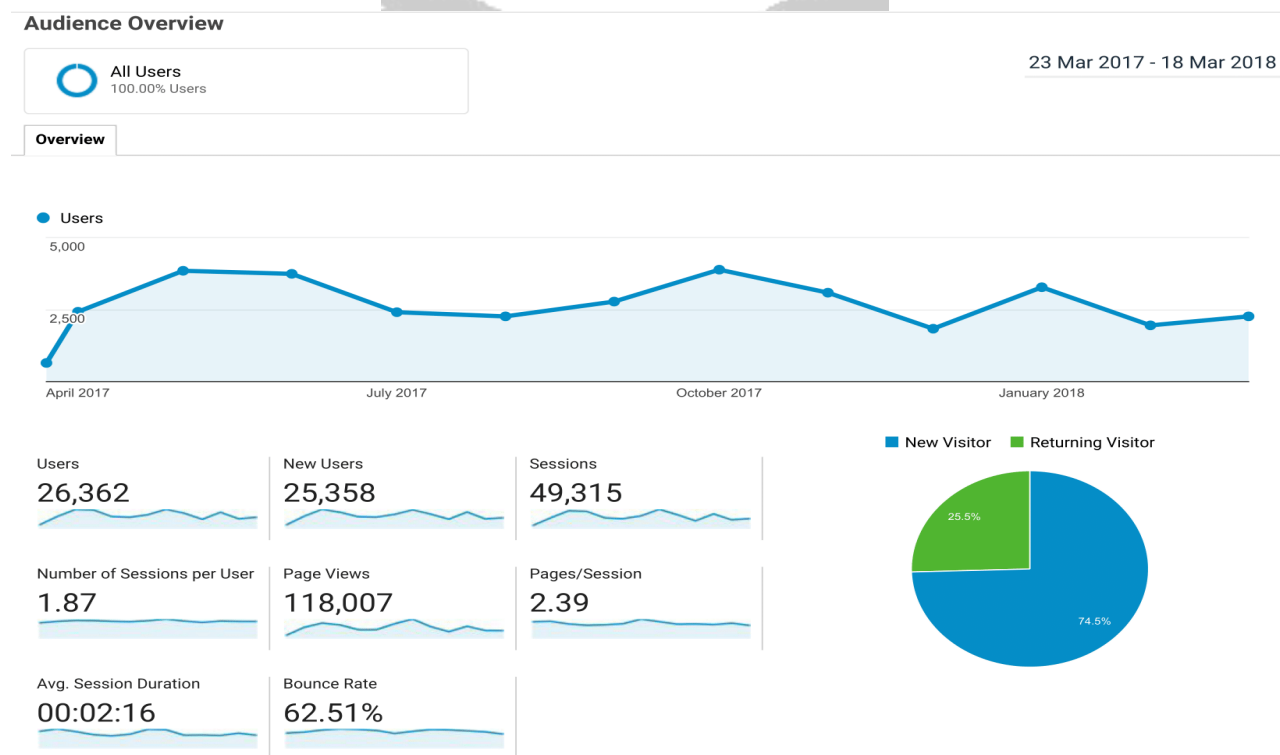 Audience Overview
All Users
100.00% Users
23 Mar 2017 - 18 Mar 2018
Overview
Users
5,000
2,500
April 2017
July 2017
October 2017
January 2018
Users
26,362
New Users
25,358
Sessions
49,315
Number of Sessions per User
1.87
Page Views
118,007
Pages/Session
2.39
Avg. Session Duration
00:02:16
Bounce Rate
62.51%
New Visitor
Returning Visitor
25.5%
74.5%